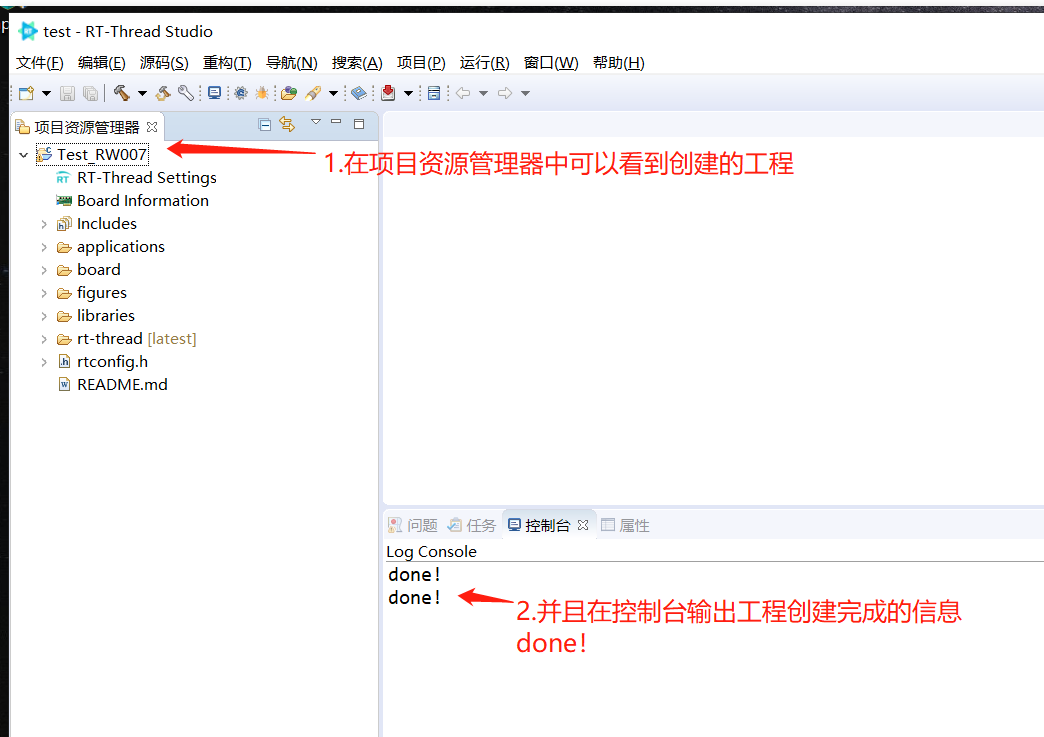 test - RT-Thread Studio
文件(F) 编辑(E) 源码(S) 重构(T) 导航(N) 搜索(A) 项目(P) 运行(R) 窗口(W) 帮助(H)
项目资源管理器
Test_RW007
1.在项目资源管理器中可以看到创建的工程
RT-Thread Settings
Board Information
Includes
applications
board
figures
libraries
rt-thread [latest]
rtconfig.h
README.md
问题 任务 控制台 属性
Log Console
done!
done!
2.并且在控制台输出工程创建完成的信息
done!